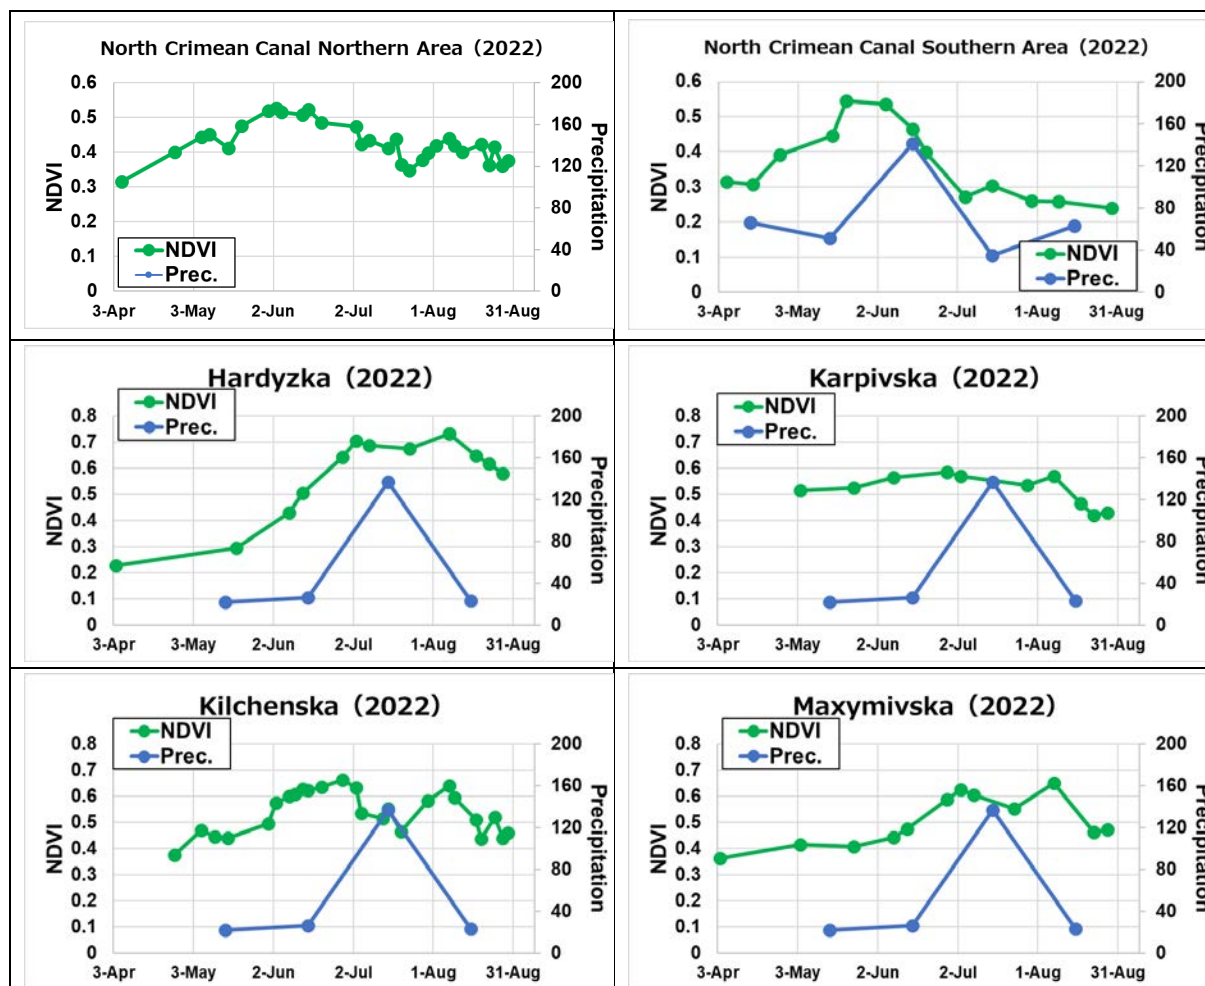 North Crimean Canal Northern Area（2022）
0.6
0.5
0.4
0.3
0.2
0.1
0
NDVI
200
160
120
80
40
0
Precipitation
NDVI
Prec.
3-Apr 3-May 2-Jun 2-Jul 1-Aug 31-Aug
North Crimean Canal Southern Area（2022）
0.6
0.5
0.4
0.3
0.2
0.1
0
NDVI
200
160
120
80
40
0
Precipitation
NDVI
Prec.
3-Apr 3-May 2-Jun 2-Jul 1-Aug 31-Aug
Hardyzka（2022）
NDVI
Prec.
0.8
0.7
0.6
0.5
0.4
0.3
0.2
0.1
0
NDVI
200
160
120
80
40
0
Precipitation
3-Apr 3-May 2-Jun 2-Jul 1-Aug 31-Aug
Karpivska（2022）
NDVI
Prec.
0.8
0.7
0.6
0.5
0.4
0.3
0.2
0.1
0
NDVI
200
160
120
80
40
0
Precipitation
3-Apr 3-May 2-Jun 2-Jul 1-Aug 31-Aug
Kilchenska（2022）
NDVI
Prec.
0.8
0.7
0.6
0.5
0.4
0.3
0.2
0.1
0
NDVI
200
160
120
80
40
0
Precipitation
3-Apr 3-May 2-Jun 2-Jul 1-Aug 31-Aug
Maxymivska（2022）
NDVI
Prec.
0.8
0.7
0.6
0.5
0.4
0.3
0.2
0.1
0
NDVI
200
160
120
80
40
0
Precipitation
3-Apr 3-May 2-Jun 2-Jul 1-Aug 31-Aug